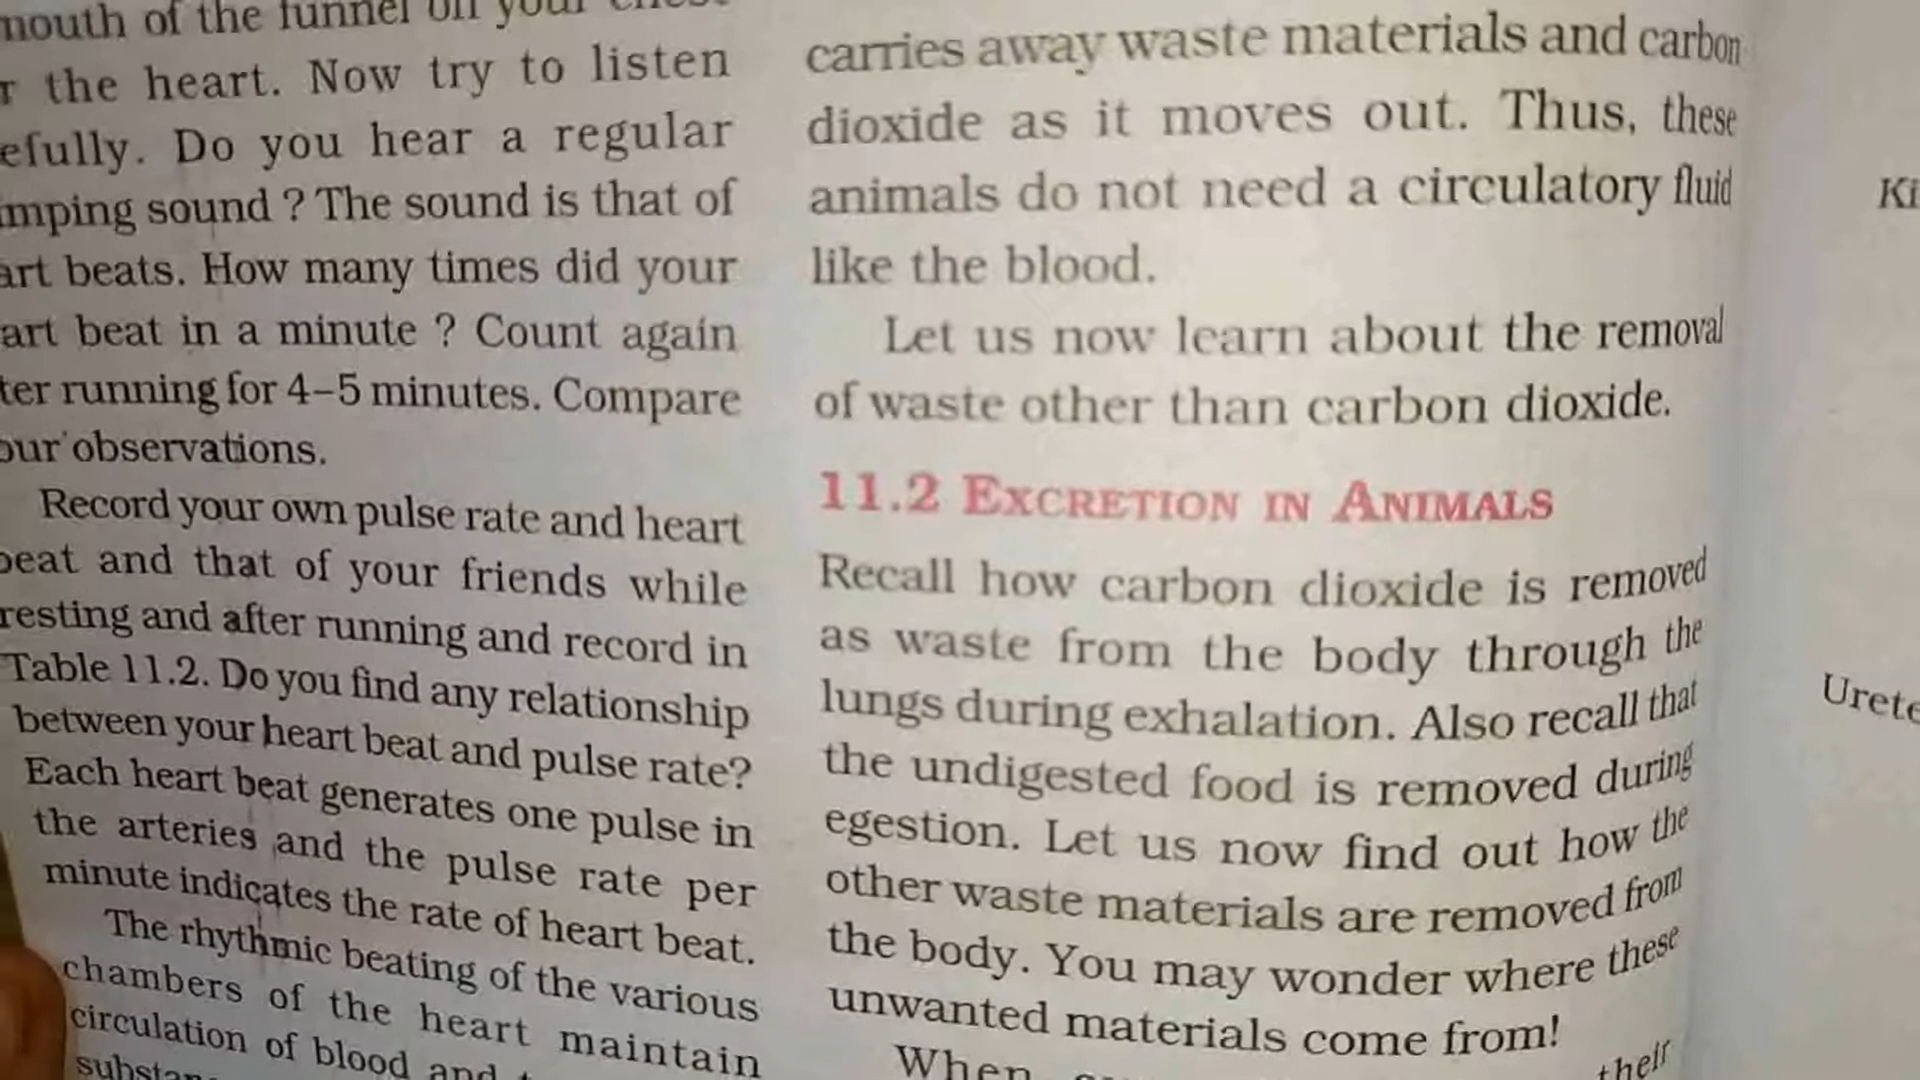 mouth of the funnel on your chest
r the heart. Now try to listen
efully. Do you hear a regular
mping sound ? The sound is that of
art beats. How many times did your
art beat in a minute ? Count again
ter running for 4–5 minutes. Compare
our observations.
Record your own pulse rate and heart
beat and that of your friends while
resting and after running and record in
Table 11.2. Do you find any relationship
between your heart beat and pulse rate?
Each heart beat generates one pulse in
the arteries and the pulse rate per
minute indicates the rate of heart beat.
The rhythmic beating of the various
chambers of the heart maintain
circulation of blood and
carries away waste materials and carbon
dioxide as it moves out. Thus, these
animals do not need a circulatory fluid
like the blood.
Let us now learn about the removal
of waste other than carbon dioxide.
11.2 EXCRETION IN ANIMALS
Recall how carbon dioxide is removed
as waste from the body through the
lungs during exhalation. Also recall that
the undigested food is removed during
egestion. Let us now find out how the
other waste materials are removed from
the body. You may wonder where these
unwanted materials come from!
When their
Ki
Urete